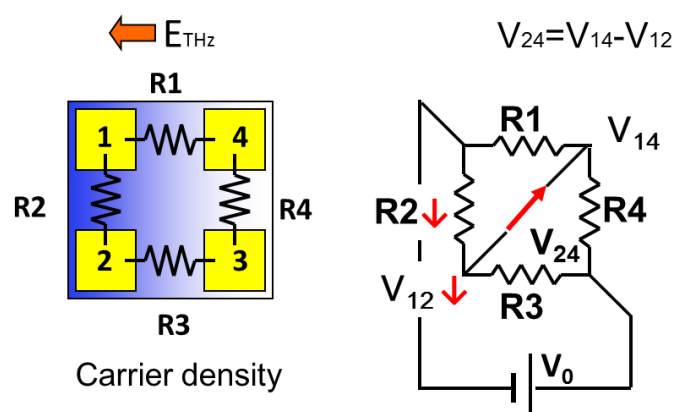 E_THz
R1
1
4
R2
R4
2
3
R3
Carrier density
V24=V14-V12
R1
V14
R2
R4
V24
V12
R3
V0